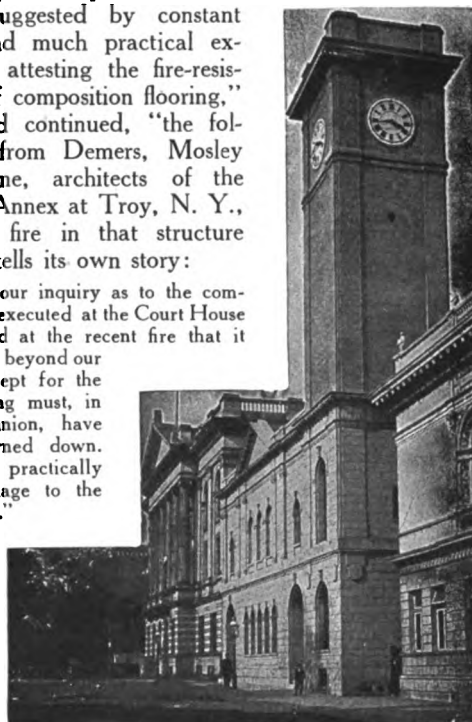 uggested by constant
d much practical ex-
attesting the fire-resis-
composition flooring,"
d continued, "the fol-
from Demers, Mosley
ne, architects of the
Annex at Troy, N. Y.,
fire in that structure
ells its own story:
our inquiry as to the com-
executed at the Court House
d at the recent fire that it
beyond our
ept for the
g must, in
nion, have
ned down.
practically
age to the
."